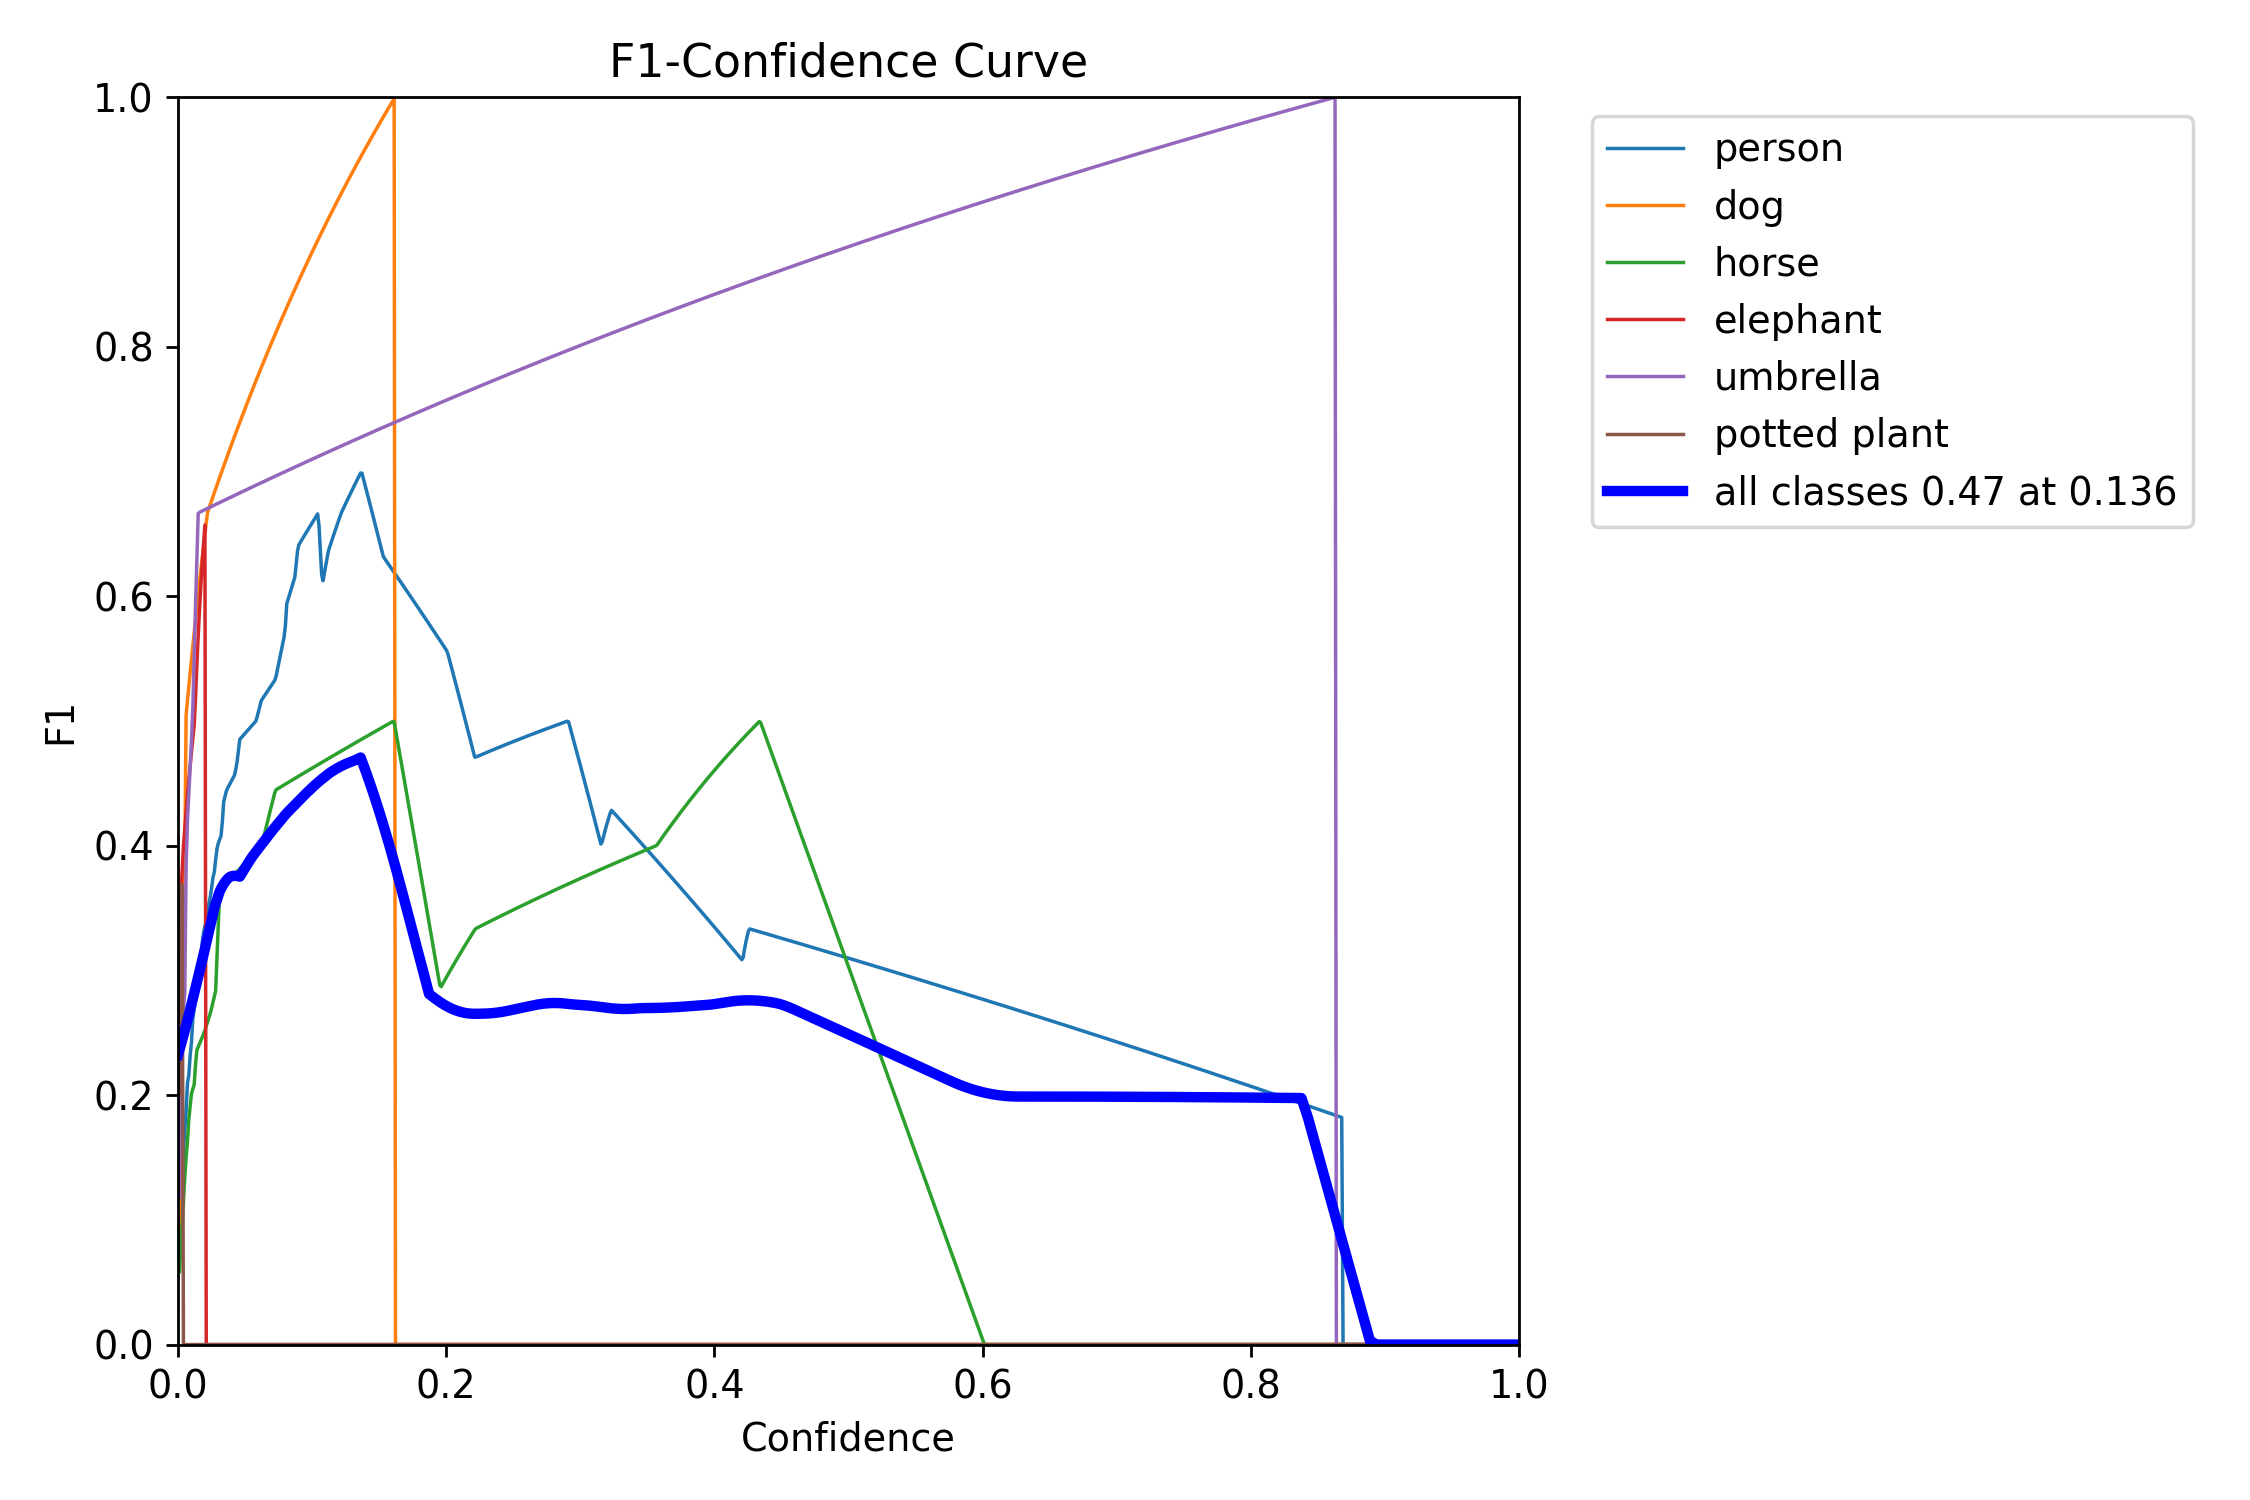 F1-Confidence Curve
1.0
0.8
0.6
0.4
0.2
0.0
F1
0.0 0.2 0.4 0.6 0.8 1.0
Confidence
person
dog
horse
elephant
umbrella
potted plant
all classes 0.47 at 0.136